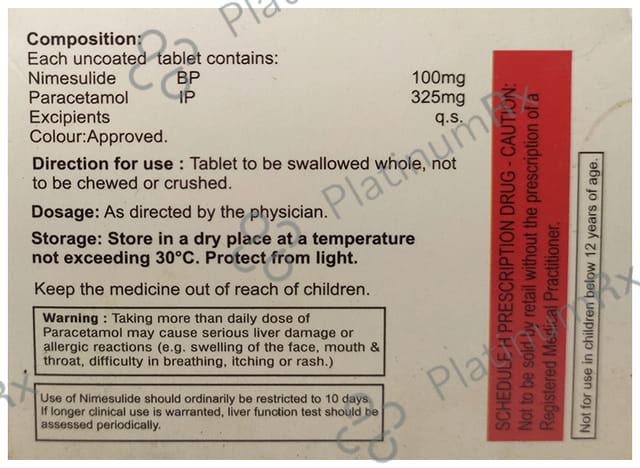 Composition:
Each uncoated tablet contains:
Nimesulide BP 100mg
Paracetamol IP 325mg
Excipients q.s.
Colour:Approved.
Direction for use : Tablet to be swallowed whole, not
to be chewed or crushed.
Dosage: As directed by the physician.
Storage: Store in a dry place at a temperature
not exceeding 30°C. Protect from light.
Keep the medicine out of reach of children.
Warning : Taking more than daily dose of
Paracetamol may cause serious liver damage or
allergic reactions (e.g. swelling of the face, mouth &
throat, difficulty in breathing, itching or rash.)
Use of Nimesulide should ordinarily be restricted to 10 days
If longer clinical use is warranted, liver function test should be
assessed periodically.
SCHEDULE H PRESCRIPTION DRUG - CAUTION:
Not to be sold by retail without the prescription of a
Registered Medical Practitioner.
Not for use in children below 12 years of age.
PlatinumRx
PlatinumRx
PlatinumRx
Rx